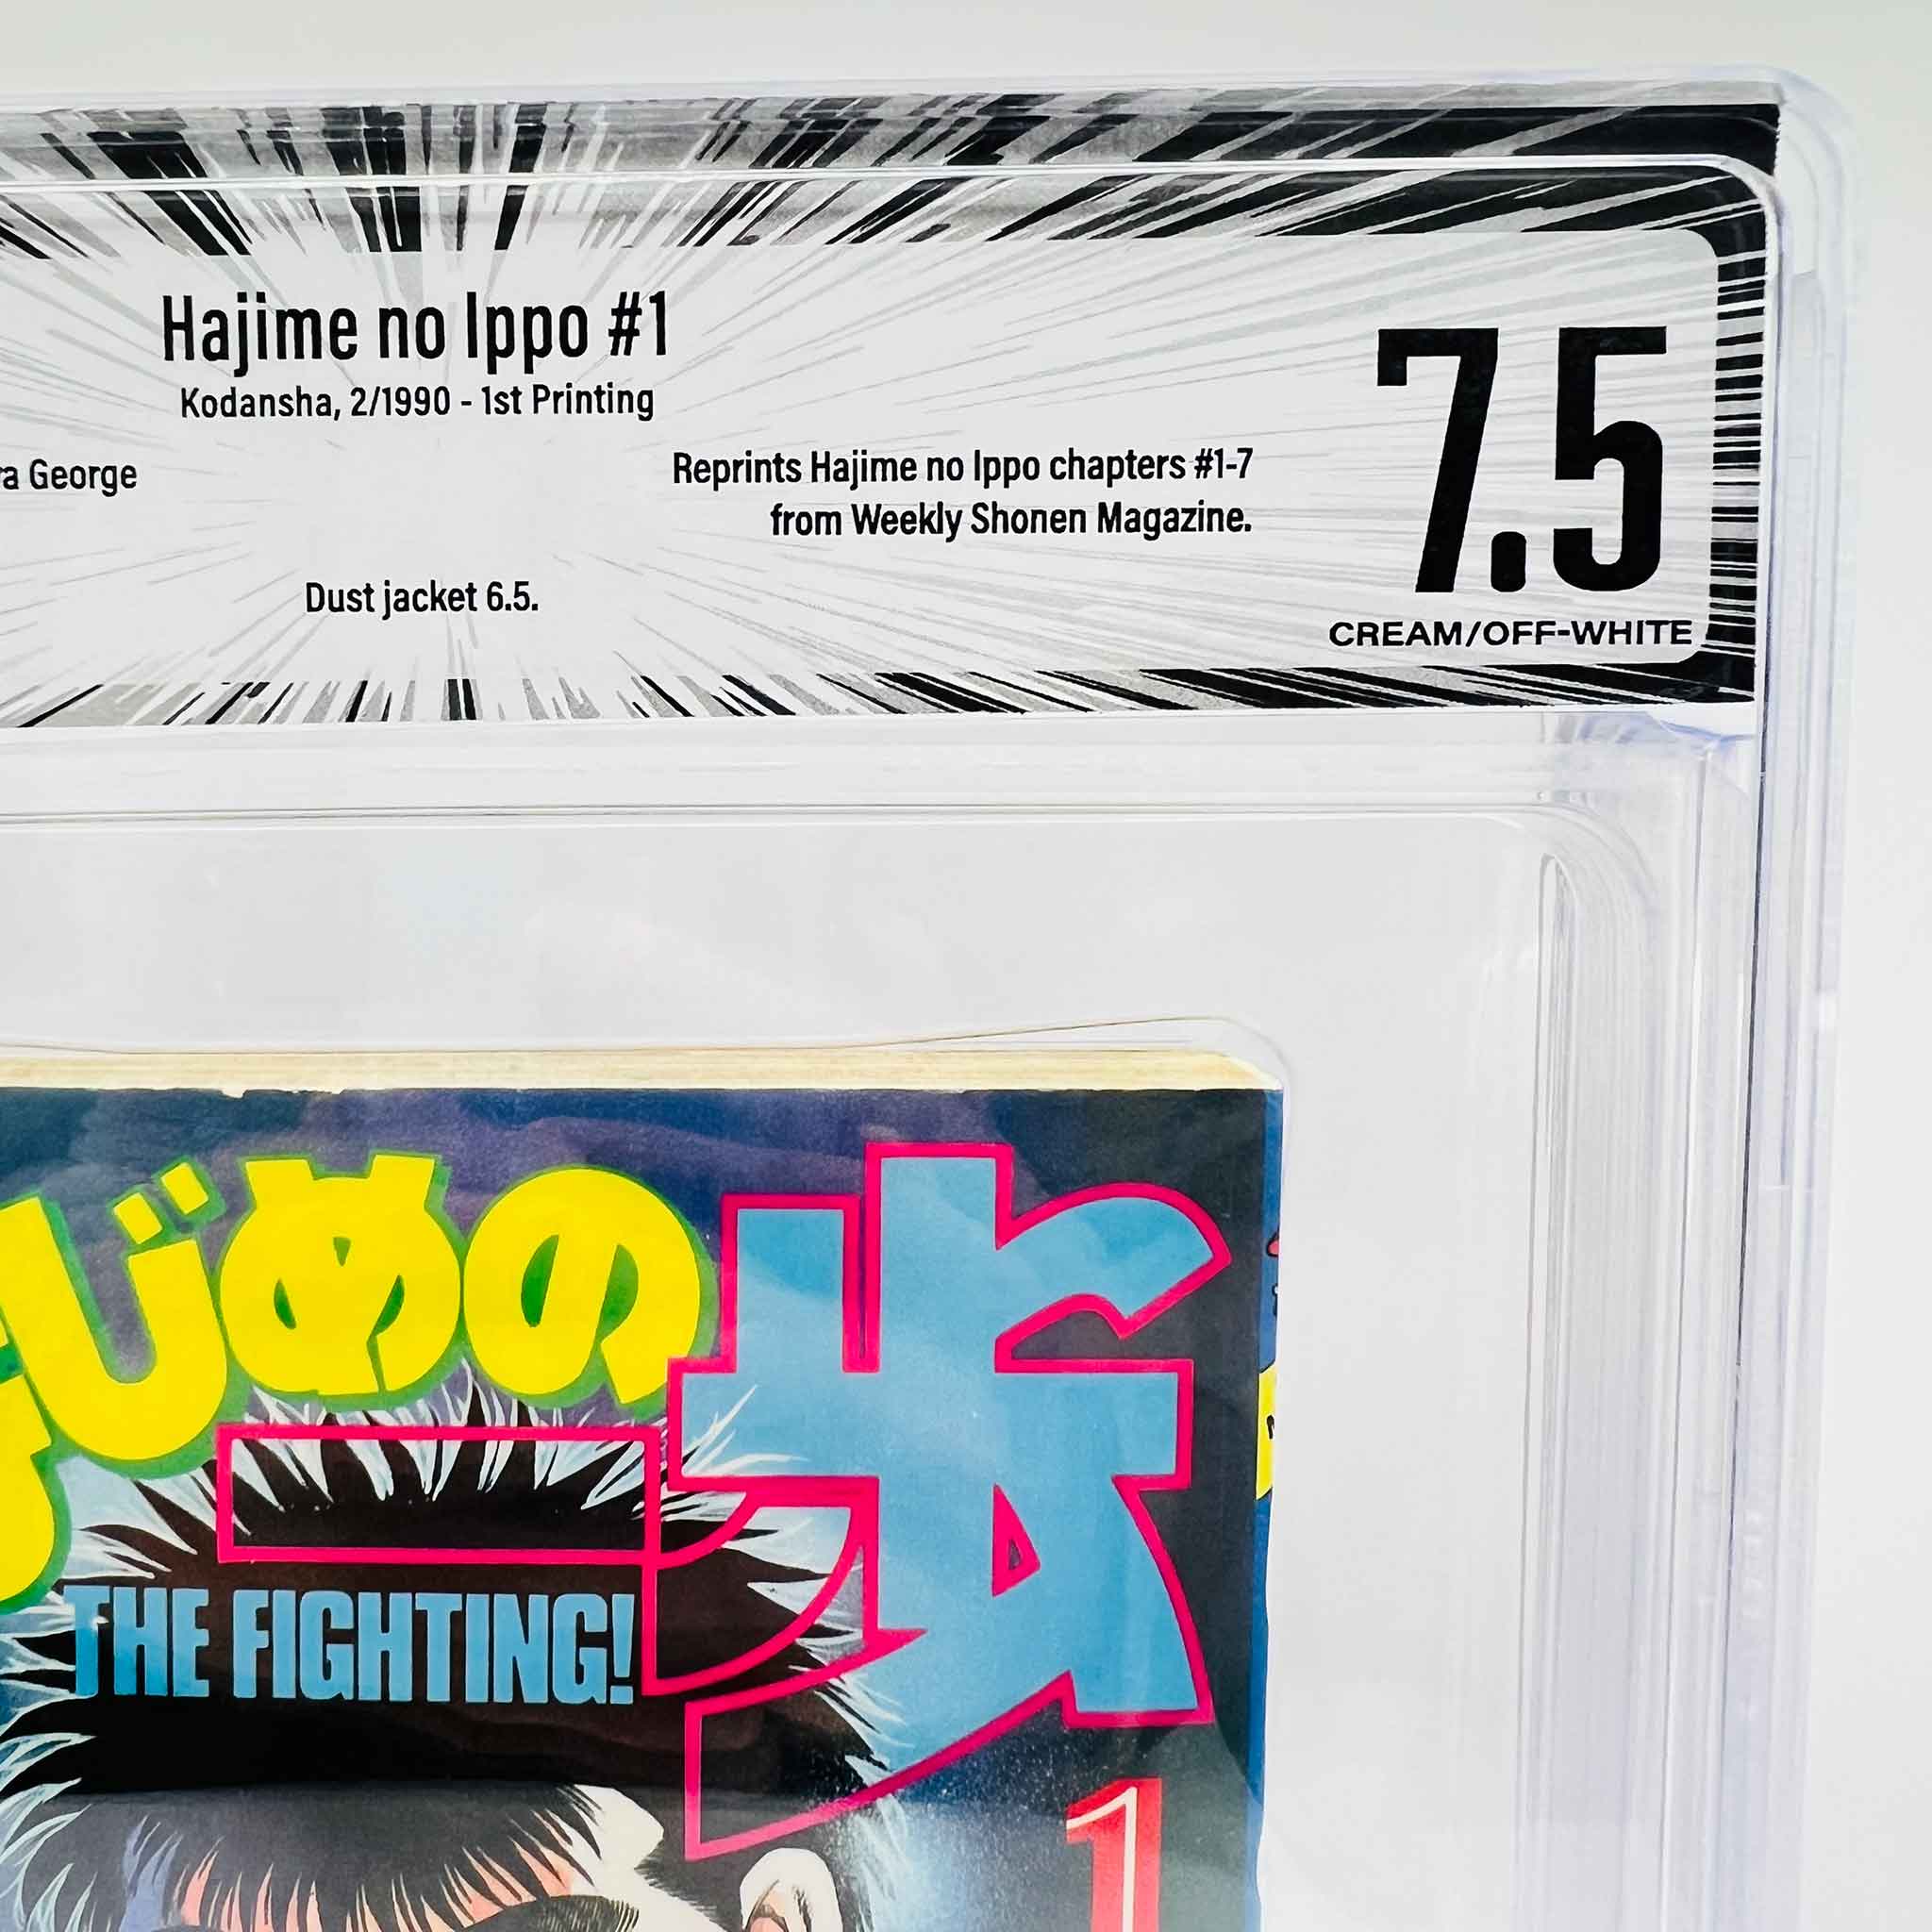 Hajime no Ippo #1
Kodansha, 2/1990 - 1st Printing
George
Reprints Hajime no Ippo chapters #1-7
from Weekly Shonen Magazine.
Dust jacket 6.5.
7.5
CREAM/OFF-WHITE
じめの
一歩
THE FIGHTING!
1